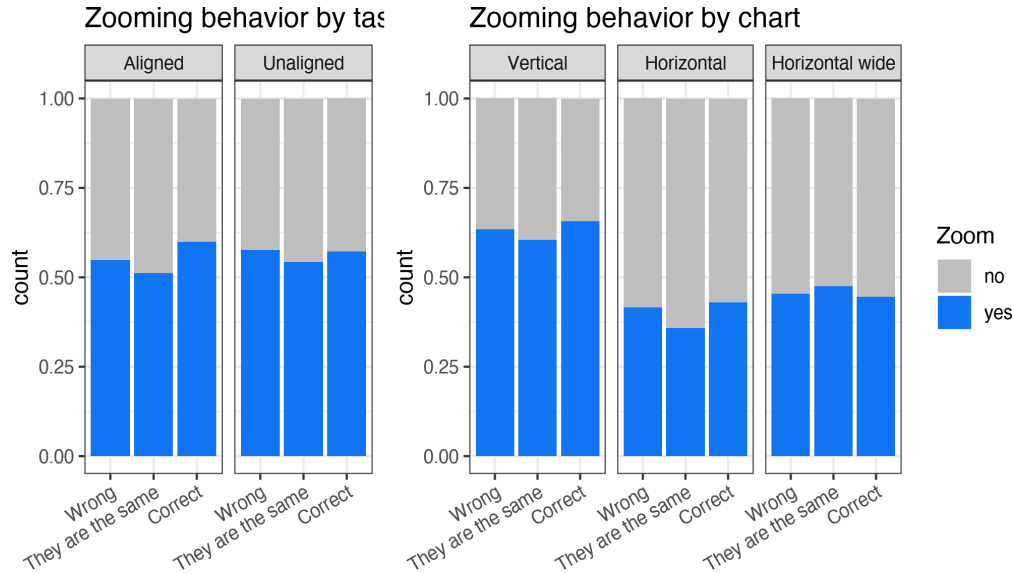 Zooming behavior by tas
Aligned
Unaligned
count
1.00
0.75
0.50
0.25
0.00
Wrong
They are the same
Correct
Wrong
They are the same
Correct
Zooming behavior by chart
Vertical
Horizontal
Horizontal wide
count
1.00
0.75
0.50
0.25
0.00
Wrong
They are the same
Correct
Wrong
They are the same
Correct
Wrong
They are the same
Correct
Zoom
no
yes